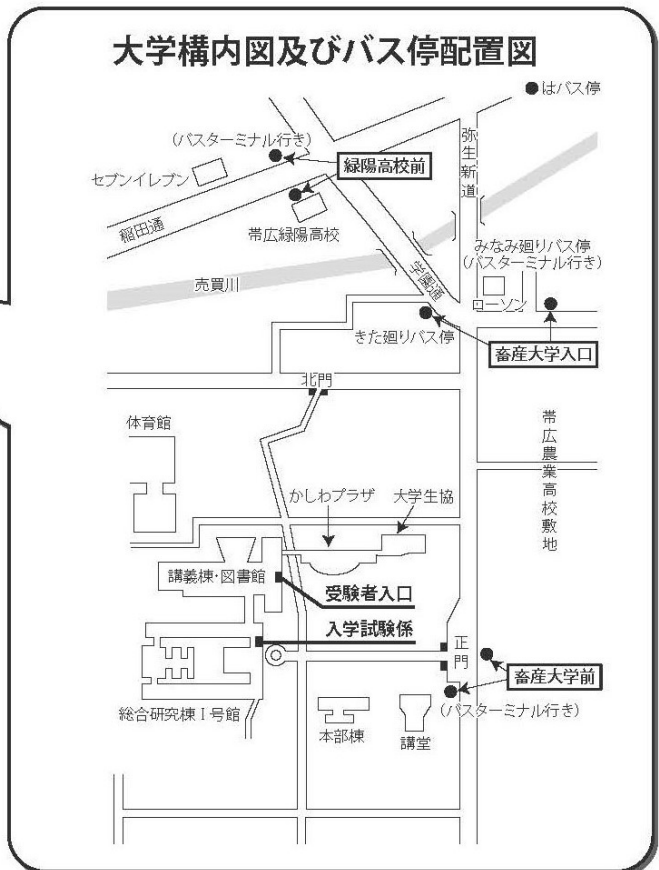 大学構内図及びバス停配置図
●はバス停
(バスターミナル行き)
緑陽高校前
弥生新道
セブンイレブン
稲田通
帯広緑陽高校
学園通
みなみ廻りバス停
(バスターミナル行き)
売買川
ローソン
きた廻りバス停
畜産大学入口
北門
体育館
帯広農業高校敷地
かしわプラザ
大学生協
講義棟・図書館
受験者入口
入学試験係
正門
畜産大学前
(バスターミナル行き)
総合研究棟Ⅰ号館
本部棟
講堂